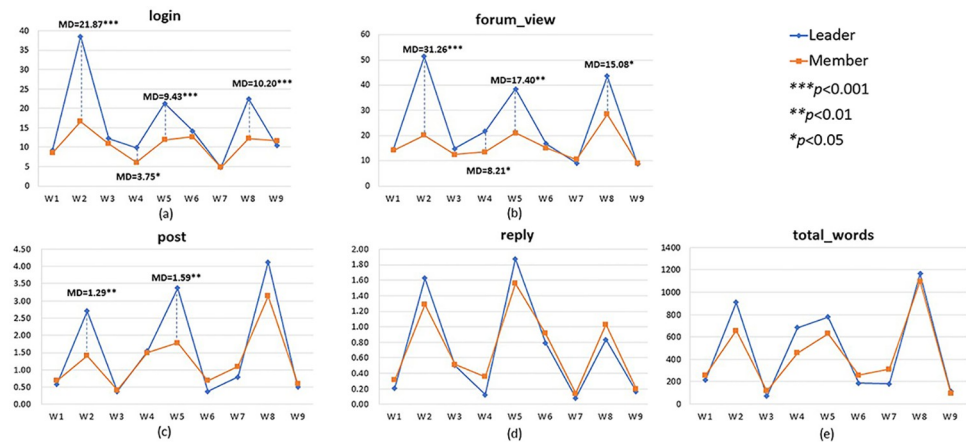 login
MD=21.87***
MD=9.43***
MD=10.20***
MD=3.75*
40
35
30
25
20
15
10
5
0
W1 W2 W3 W4 W5 W6 W7 W8 W9
(a)
forum_view
MD=31.26***
MD=17.40**
MD=15.08*
MD=8.21*
60
50
40
30
20
10
0
W1 W2 W3 W4 W5 W6 W7 W8 W9
(b)
Leader
Member
***p<0.001
**p<0.01
*p<0.05
post
MD=1.29**
MD=1.59**
4.50
4.00
3.50
3.00
2.50
2.00
1.50
1.00
0.50
0.00
W1 W2 W3 W4 W5 W6 W7 W8 W9
(c)
reply
2.00
1.80
1.60
1.40
1.20
1.00
0.80
0.60
0.40
0.20
0.00
W1 W2 W3 W4 W5 W6 W7 W8 W9
(d)
total_words
1400
1200
1000
800
600
400
200
0
W1 W2 W3 W4 W5 W6 W7 W8 W9
(e)